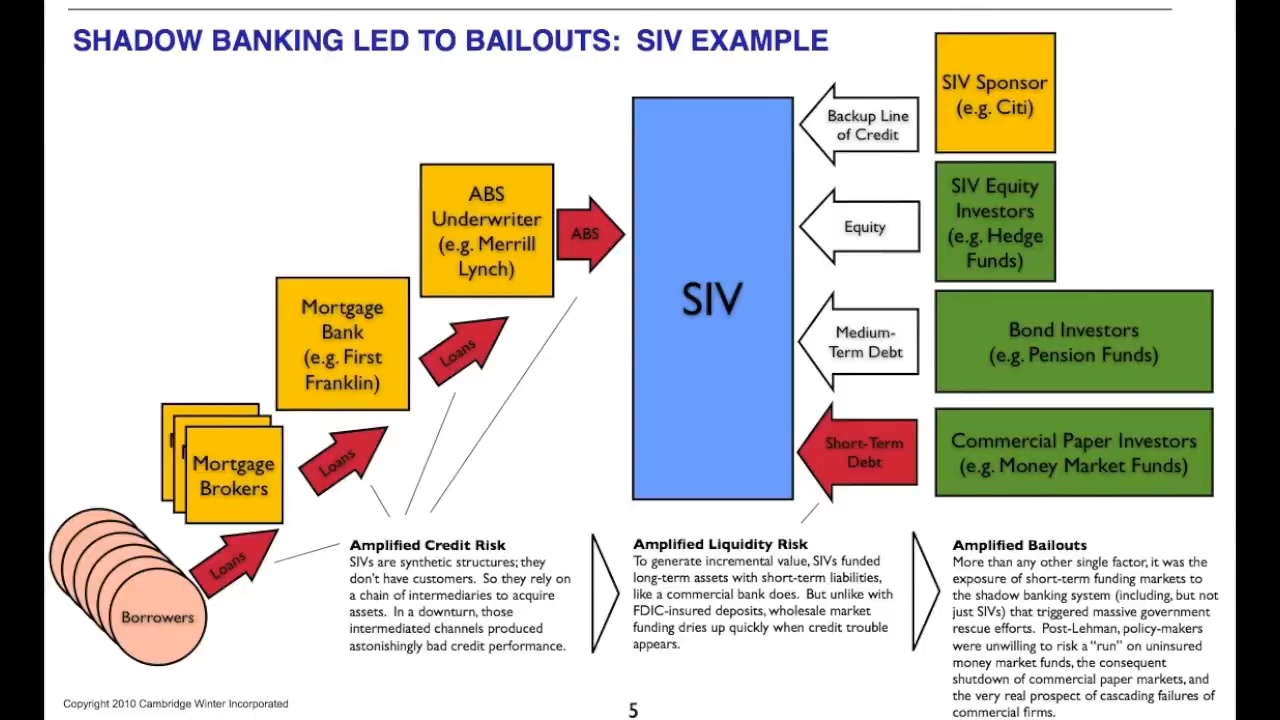 SHADOW BANKING LED TO BAILOUTS: SIV EXAMPLE
SIV Sponsor
(e.g. Citi)
Backup Line
of Credit
SIV Equity
Investors
(e.g. Hedge
Funds)
Equity
ABS
Underwriter
(e.g. Merrill
Lynch)
ABS
SIV
Mortgage
Bank
(e.g. First
Franklin)
Loans
Medium-
Term Debt
Bond Investors
(e.g. Pension Funds)
Mortgage
Brokers
Loans
Short-Term
Debt
Commercial Paper Investors
(e.g. Money Market Funds)
Loans
Borrowers
Amplified Credit Risk
SIVs are synthetic structures; they
don't have customers. So they rely on
a chain of intermediaries to acquire
assets. In a downturn, those
intermediated channels produced
astonishingly bad credit performance.
Amplified Liquidity Risk
To generate incremental value, SIVs funded
long-term assets with short-term liabilities,
like a commercial bank does. But unlike with
FDIC-insured deposits, wholesale market
funding dries up quickly when credit trouble
appears.
Amplified Bailouts
More than any other single factor, it was the
exposure of short-term funding markets to
the shadow banking system (including, but not
just SIVs) that triggered massive government
rescue efforts. Post-Lehman, policy-makers
were unwilling to risk a "run" on uninsured
money market funds, the consequent
shutdown of commercial paper markets, and
the very real prospect of cascading failures of
commercial firms.
Copyright 2010 Cambridge Winter Incorporated
5